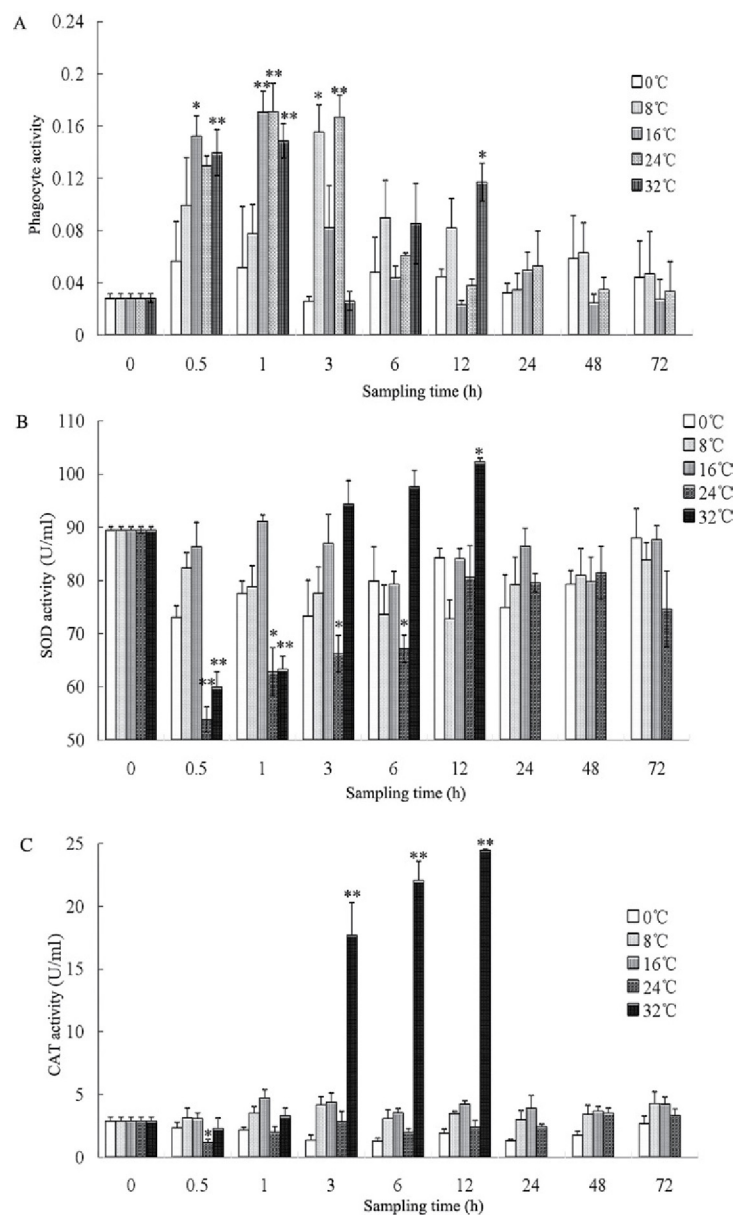 A
Phagocyte activity
0.24
0.2
0.16
0.12
0.08
0.04
0
* ** ** ** ** * ** *
0℃
8℃
16℃
24℃
32℃
0 0.5 1 3 6 12 24 48 72
Sampling time (h)
B
SOD activity (U/ml)
110
100
90
80
70
60
50
** ** * ** * * *
0℃
8℃
16℃
24℃
32℃
0 0.5 1 3 6 12 24 48 72
Sampling time (h)
C
CAT activity (U/ml)
25
20
15
10
5
0
* ** ** **
0℃
8℃
16℃
24℃
32℃
0 0.5 1 3 6 12 24 48 72
Sampling time (h)